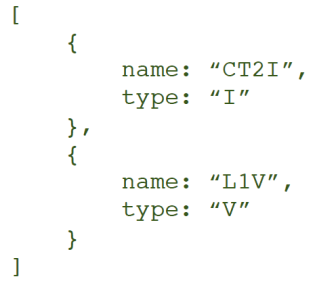 [
    {
        name: “CT2I”,
        type: “I”
    },
    {
        name: “L1V”,
        type: “V”
    }
]